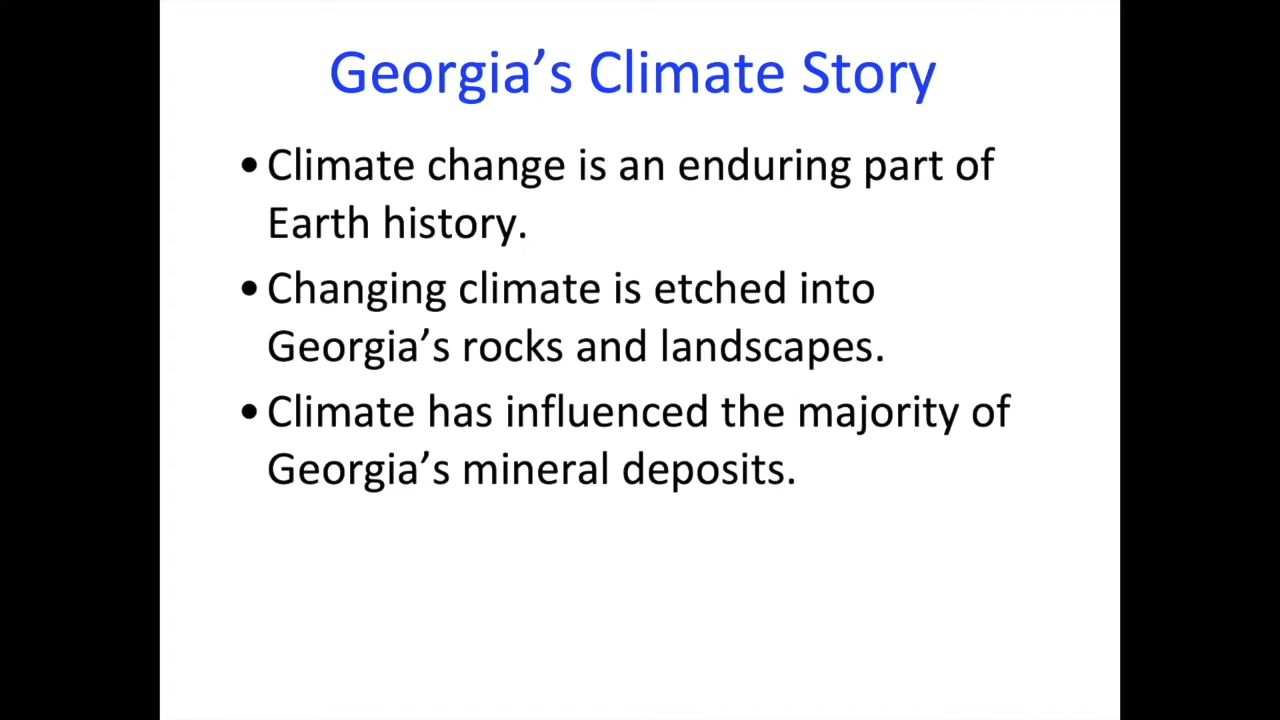 Georgia’s Climate Story
•Climate change is an enduring part of
Earth history.
•Changing climate is etched into
Georgia’s rocks and landscapes.
•Climate has influenced the majority of
Georgia’s mineral deposits.